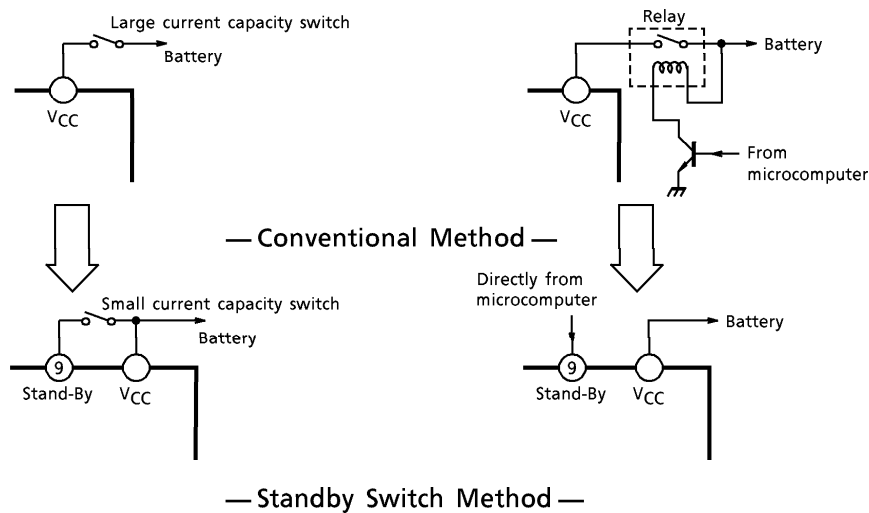 Large current capacity switch
Battery
VCC
Relay
Battery
VCC
From
microcomputer
— Conventional Method —
Small current capacity switch
Battery
9
Stand-By
VCC
Directly from
microcomputer
Battery
9
Stand-By
VCC
— Standby Switch Method —